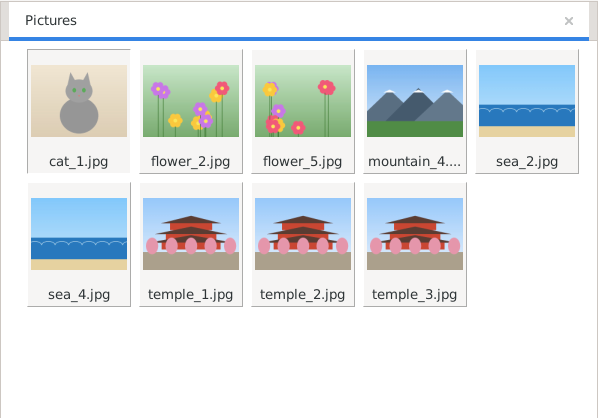 Pictures
cat_1.jpg
flower_2.jpg
flower_5.jpg
mountain_4....
sea_2.jpg
sea_4.jpg
temple_1.jpg
temple_2.jpg
temple_3.jpg